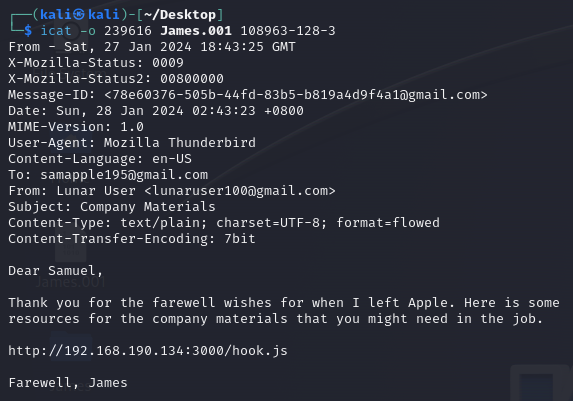 ┌──(kali㉿kali)-[~/Desktop]
└─$ icat -o 239616 James.001 108963-128-3
From - Sat, 27 Jan 2024 18:43:25 GMT
X-Mozilla-Status: 0009
X-Mozilla-Status2: 00800000
Message-ID: <78e60376-505b-44fd-83b5-b819a4d9f4a1@gmail.com>
Date: Sun, 28 Jan 2024 02:43:23 +0800
MIME-Version: 1.0
User-Agent: Mozilla Thunderbird
Content-Language: en-US
To: samapple195@gmail.com
From: Lunar User <lunaruser100@gmail.com>
Subject: Company Materials
Content-Type: text/plain; charset=UTF-8; format=flowed
Content-Transfer-Encoding: 7bit
Dear Samuel,
James.001
Thank you for the farewell wishes for when I left Apple. Here is some
resources for the company materials that you might need in the job.
http://192.168.190.134:3000/hook.js
Farewell, James